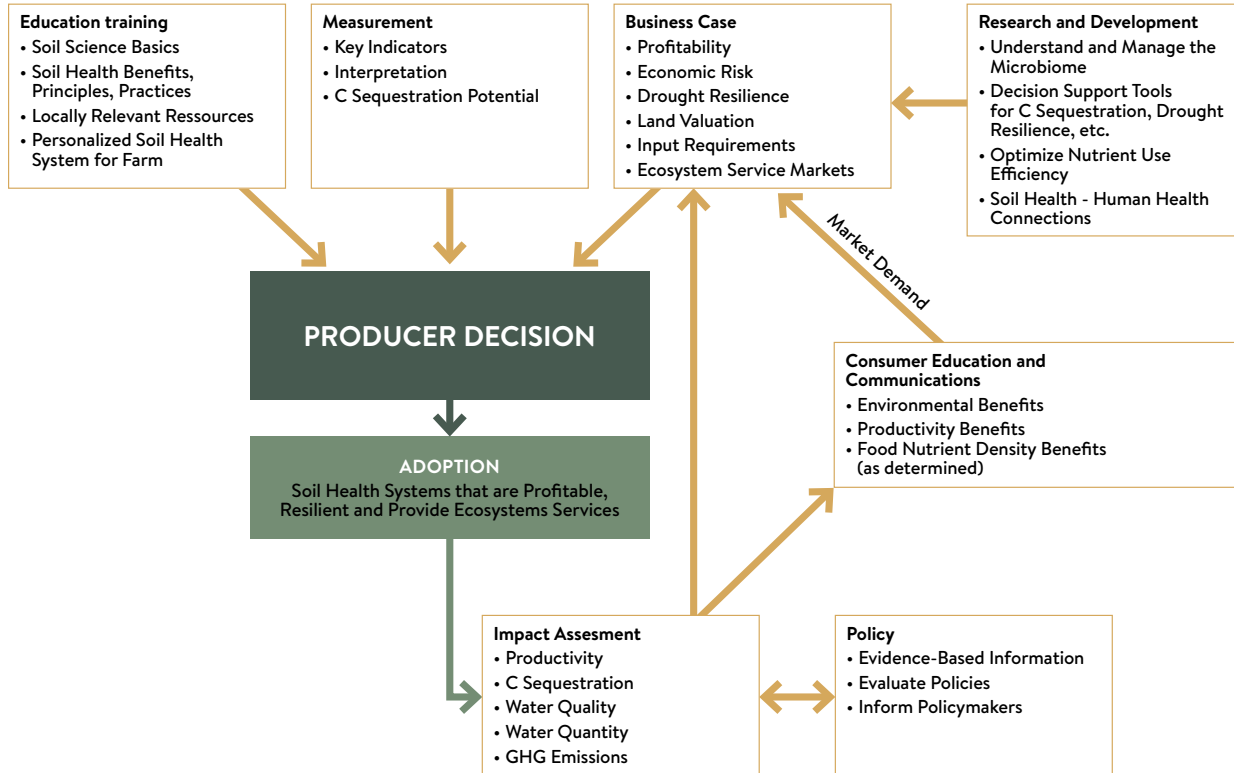 Education training
• Soil Science Basics
• Soil Health Benefits,
Principles, Practices
• Locally Relevant Ressources
• Personalized Soil Health
System for Farm
Measurement
• Key Indicators
• Interpretation
• C Sequestration Potential
Business Case
• Profitability
• Economic Risk
• Drought Resilience
• Land Valuation
• Input Requirements
• Ecosystem Service Markets
Research and Development
• Understand and Manage the
Microbiome
• Decision Support Tools
for C Sequestration, Drought
Resilience, etc.
• Optimize Nutrient Use
Efficiency
• Soil Health - Human Health
Connections
Market Demand
PRODUCER DECISION
Consumer Education and
Communications
• Environmental Benefits
• Productivity Benefits
• Food Nutrient Density Benefits
(as determined)
ADOPTION
Soil Health Systems that are Profitable,
Resilient and Provide Ecosystems Services
Impact Assesment
• Productivity
• C Sequestration
• Water Quality
• Water Quantity
• GHG Emissions
Policy
• Evidence-Based Information
• Evaluate Policies
• Inform Policymakers